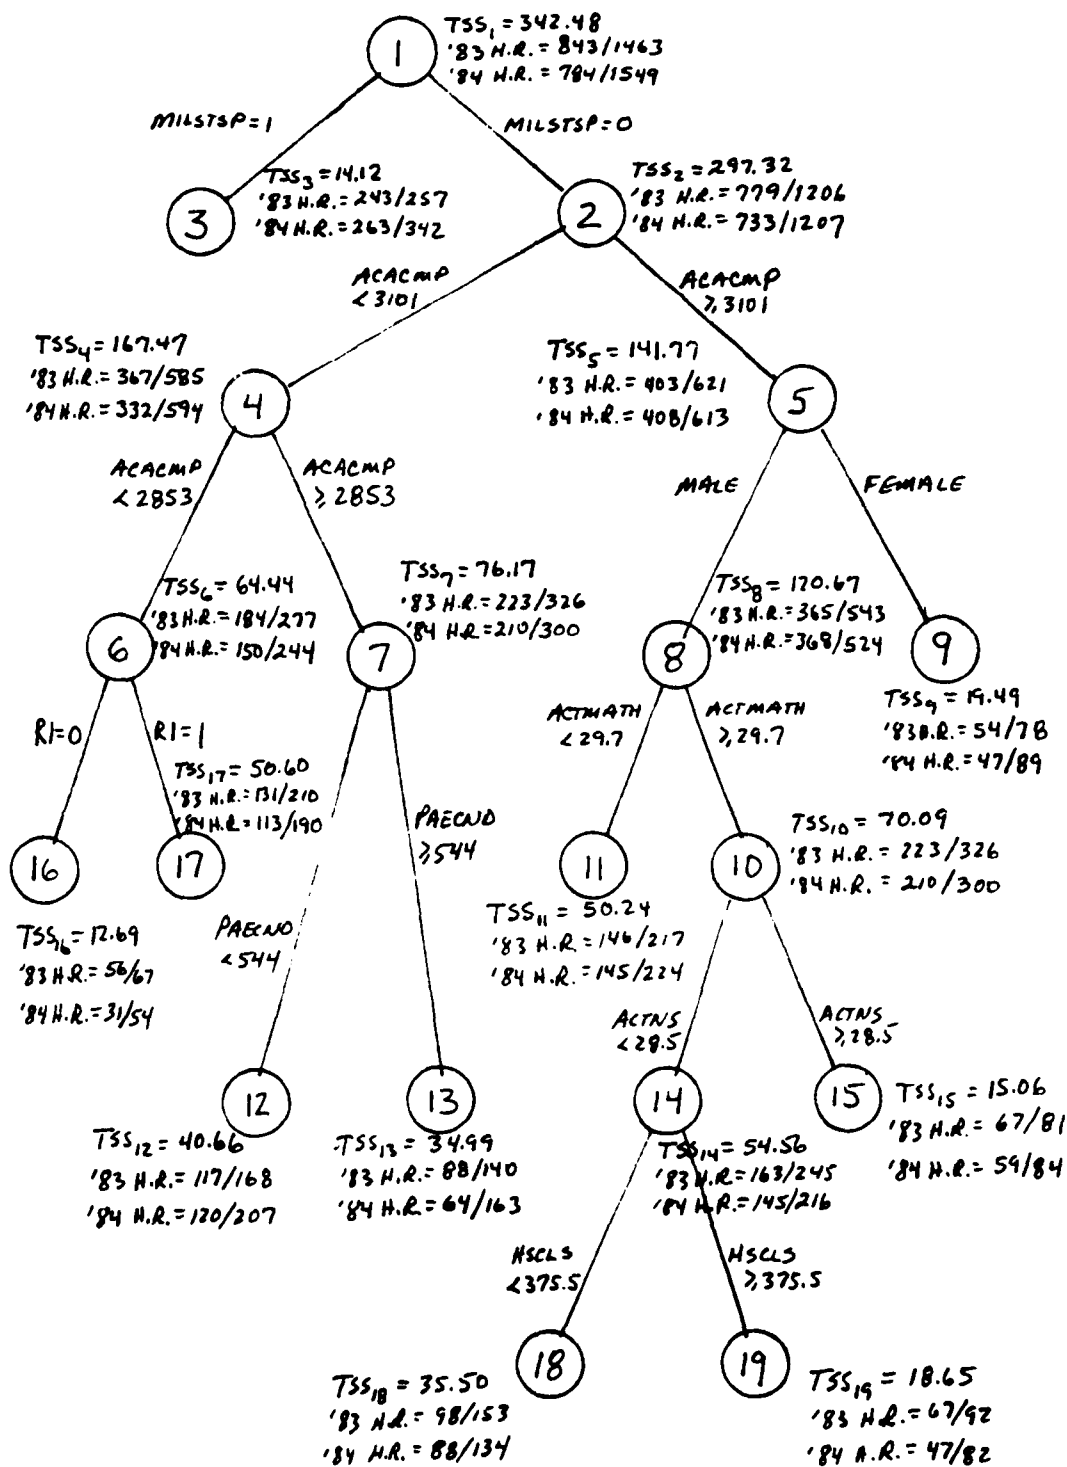 TSS₁ = 342.48
'83 H.R. = 843/1463
'84 H.R. = 784/1549
1
MILSTSP=1
MILSTSP=0
TSS₃ = 14.12
'83 H.R. = 243/257
'84 H.R. = 263/342
3
TSS₂ = 297.32
'83 H.R. = 779/1206
'84 H.R. = 733/1207
2
ACACMP
<3101
ACACMP
≥3101
TSS₄ = 167.47
'83 H.R. = 367/585
'84 H.R. = 332/594
4
TSS₅ = 141.77
'83 H.R. = 403/621
'84 H.R. = 408/613
5
ACACMP
<2853
ACACMP
≥2853
MALE
FEMALE
TSS₆ = 64.44
'83 H.R. = 184/277
'84 H.R. = 150/244
6
TSS₇ = 76.17
'83 H.R. = 223/326
'84 H.R. = 210/300
7
TSS₈ = 120.67
'83 H.R. = 365/543
'84 H.R. = 368/524
8
9
TSS₉ = 19.49
'83 H.R. = 54/78
'84 H.R. = 47/89
R1=0
R1=1
ACTMATH
<29.7
ACTMATH
≥29.7
TSS₁₇ = 50.60
'83 H.R. = 131/210
'84 H.R. = 113/190
PAECND
≥544
TSS₁₀ = 70.09
'83 H.R. = 223/326
'84 H.R. = 210/300
16
17
11
10
TSS₁₆ = 12.69
'83 H.R. = 56/67
'84 H.R. = 31/54
PAECND
<544
TSS₁₁ = 50.24
'83 H.R. = 146/217
'84 H.R. = 145/224
ACTNS
<28.5
ACTNS
≥28.5
12
13
14
15
TSS₁₂ = 40.66
'83 H.R. = 117/168
'84 H.R. = 120/207
TSS₁₃ = 34.99
'83 H.R. = 88/140
'84 H.R. = 64/163
TSS₁₄ = 54.56
'83 H.R. = 163/245
'84 H.R. = 145/216
TSS₁₅ = 15.06
'83 H.R. = 67/81
'84 H.R. = 59/84
HSCLS
<375.5
HSCLS
≥375.5
18
19
TSS₁₈ = 35.50
'83 H.R. = 98/153
'84 H.R. = 88/134
TSS₁₉ = 18.65
'83 H.R. = 67/92
'84 A.R. = 47/82